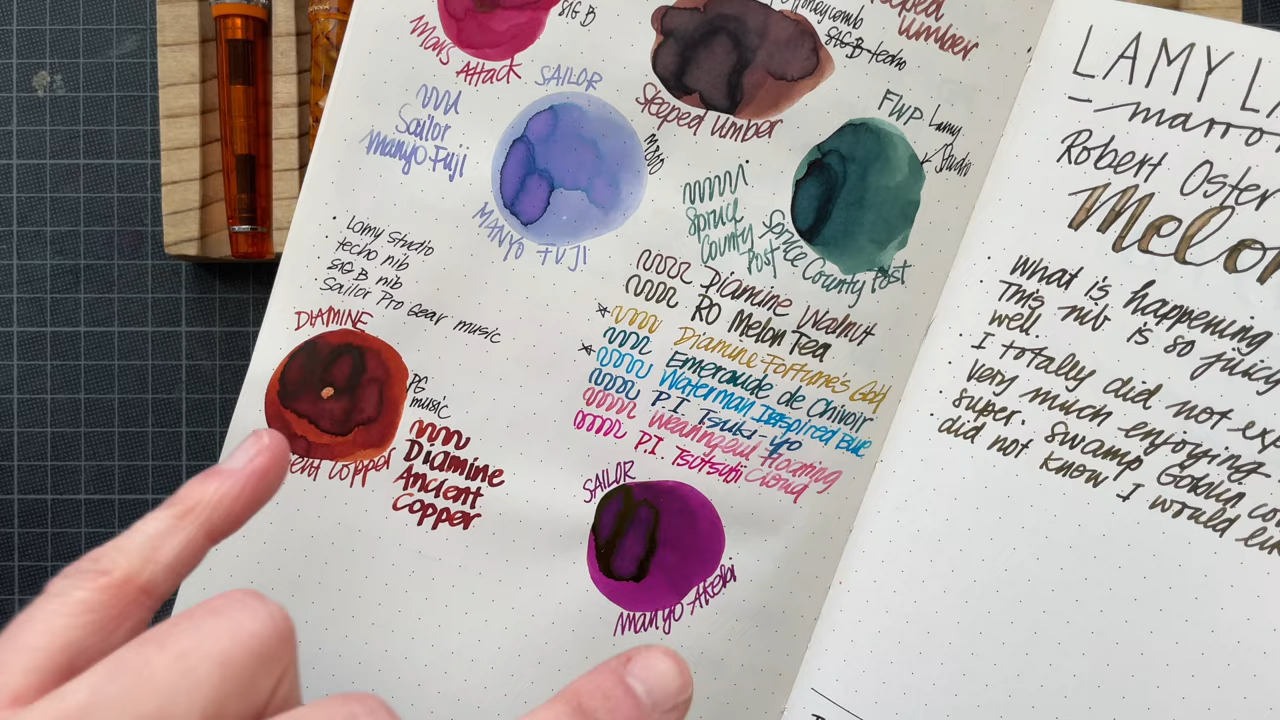 SIG B
Mars
Attack
Honeycomb
SIG B techo
Steeped
Umber
Steeped Umber
SAILOR
Sailor
Manyo Fuji
MANYO FUJI
FWP Lamy
Studio
Spruce
County
Post
Spruce County Post
Lamy Studio
techo nib
SIG B nib
Sailor Pro Gear music
DIAMINE
PG
music
Diamine
Ancient
Copper
ent Copper
Diamine Walnut
RO Melon Tea
Diamine Fortune's Gold
Emeraude de Chivoir
Waterman Inspired Blue
P.I. Tsuki-yo
Wearingeul Floating
Cloud
P.I. Tsutsuji
SAILOR
Manyo Akebi
LAMY L
Robert Oster
Melo
What is happening
This nib is so juicy
well
I totally did not exp
very much enjoying
super. Swamp Goblin co
did not know I would li